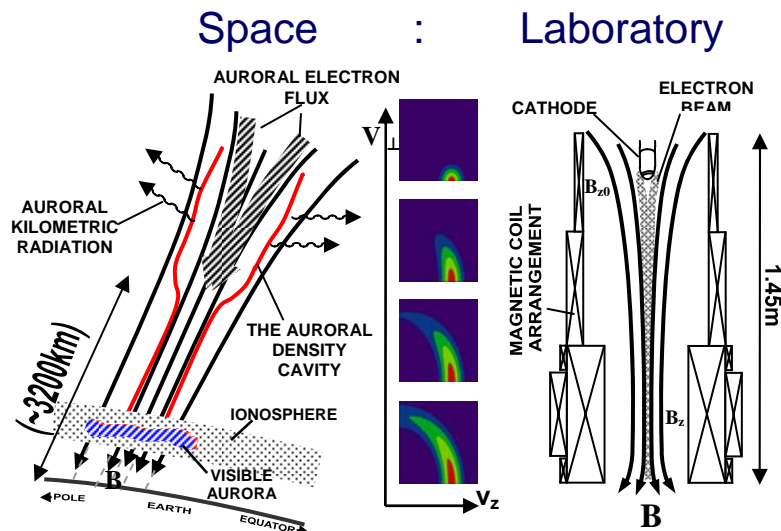 Space : Laboratory
AURORAL ELECTRON
FLUX
AURORAL
KILOMETRIC
RADIATION
THE AURORAL
DENSITY
CAVITY
(~3200km)
IONOSPHERE
VISIBLE
AURORA
B
POLE
EARTH
EQUATOR
V⊥
Vz
ELECTRON
BEAM
CATHODE
Bz0
MAGNETIC COIL
ARRANGEMENT
1.45m
Bz
B